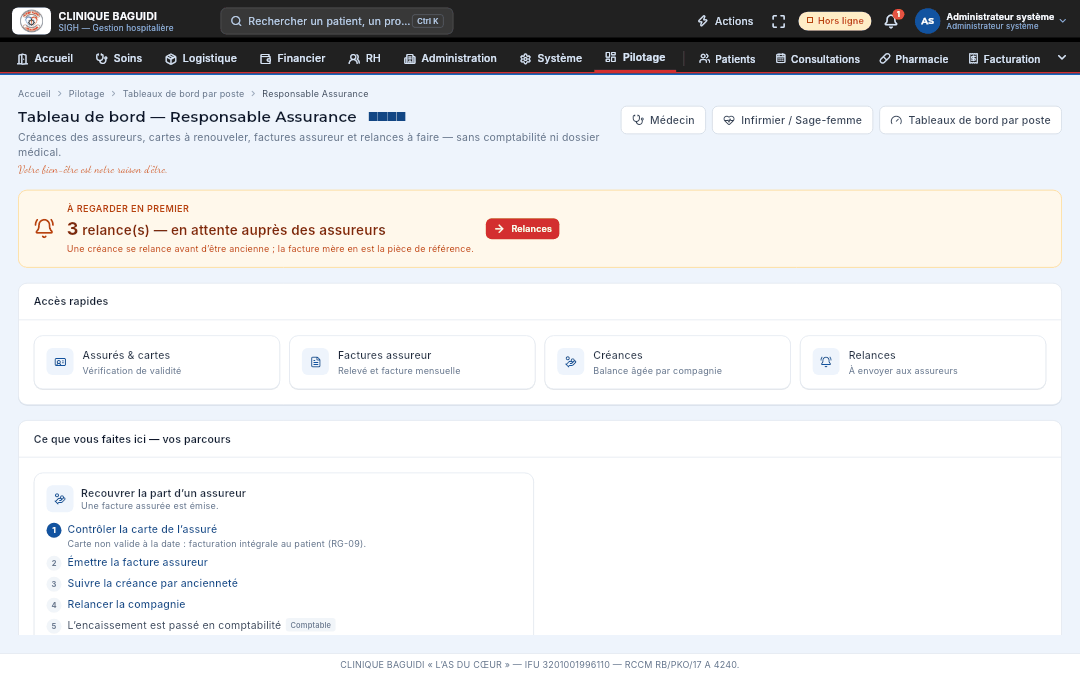 CLINIQUE BAGUIDI
SIGH — Gestion hospitalière
Rechercher un patient, un pro... Ctrl K
Actions
Hors ligne
1
AS
Administrateur système
Administrateur système
Accueil
Soins
Logistique
Financier
RH
Administration
Système
Pilotage
Patients
Consultations
Pharmacie
Facturation
Accueil > Pilotage > Tableaux de bord par poste > Responsable Assurance
Tableau de bord — Responsable Assurance
Médecin
Infirmier / Sage-femme
Tableaux de bord par poste
Créances des assureurs, cartes à renouveler, factures assureur et relances à faire — sans comptabilité ni dossier
médical.
Votre bien-être est notre raison d'être.
À REGARDER EN PREMIER
3 relance(s) — en attente auprès des assureurs
Une créance se relance avant d'être ancienne ; la facture mère en est la pièce de référence.
Relances
Accès rapides
Assurés & cartes
Vérification de validité
Factures assureur
Relevé et facture mensuelle
Créances
Balance âgée par compagnie
Relances
À envoyer aux assureurs
Ce que vous faites ici — vos parcours
Recouvrer la part d'un assureur
Une facture assurée est émise.
1 Contrôler la carte de l'assuré
Carte non valide à la date : facturation intégrale au patient (RG-09).
2 Émettre la facture assureur
3 Suivre la créance par ancienneté
4 Relancer la compagnie
5 L'encaissement est passé en comptabilité Comptable
CLINIQUE BAGUIDI « L'AS DU CŒUR » — IFU 3201001996110 — RCCM RB/PKO/17 A 4240.